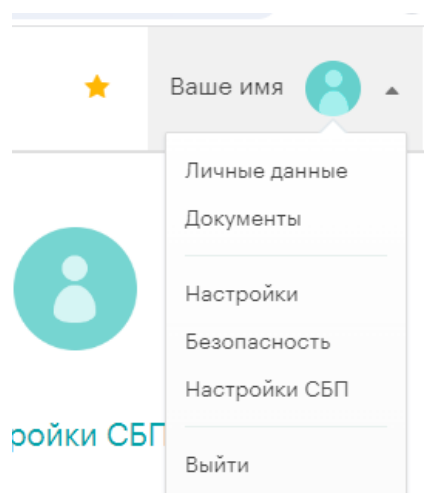 Ваше имя
Личные данные
Документы
Настройки
Безопасность
Настройки СБП
ройки СБП
Выйти